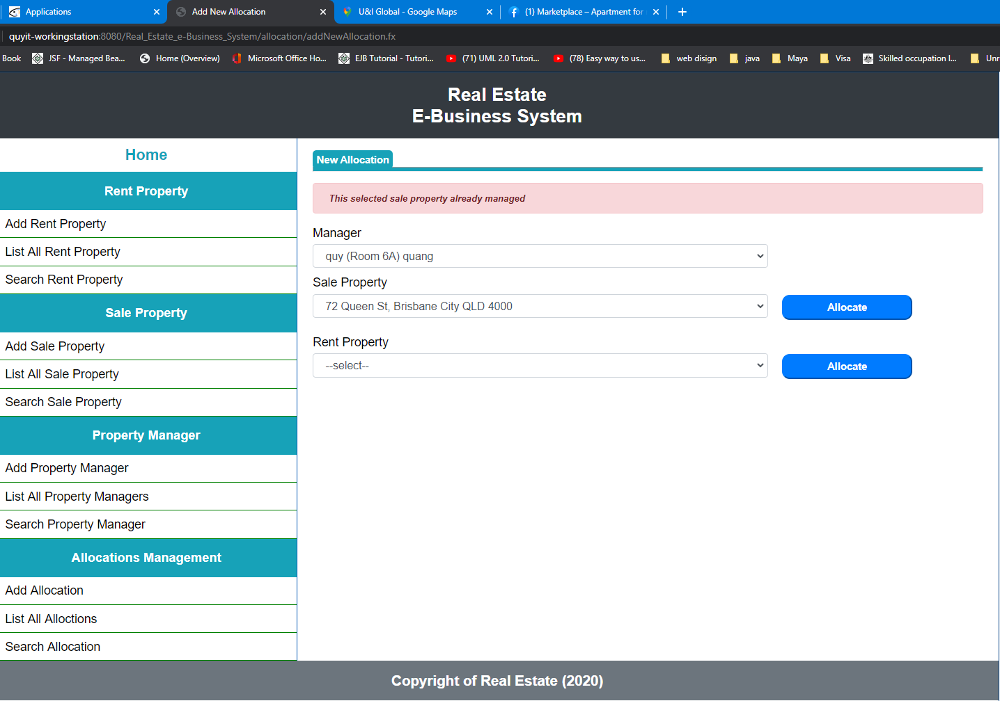 Applications
Add New Allocation
U&I Global - Google Maps
(1) Marketplace – Apartment for
quyit-workingstation:8080/Real_Estate_e-Business_System/allocation/addNewAllocation.fx
Book
JSF - Managed Bea...
Home (Overview)
Microsoft Office Ho...
EJB Tutorial - Tutori...
(71) UML 2.0 Tutori...
(78) Easy way to us...
web disign
java
Maya
Visa
Skilled occupation l...
Unr
Real Estate
E-Business System
Home
Rent Property
Add Rent Property
List All Rent Property
Search Rent Property
Sale Property
Add Sale Property
List All Sale Property
Search Sale Property
Property Manager
Add Property Manager
List All Property Managers
Search Property Manager
Allocations Management
Add Allocation
List All Alloctions
Search Allocation
New Allocation
This selected sale property already managed
Manager
quy (Room 6A) quang
Sale Property
72 Queen St, Brisbane City QLD 4000
Allocate
Rent Property
--select--
Allocate
Copyright of Real Estate (2020)